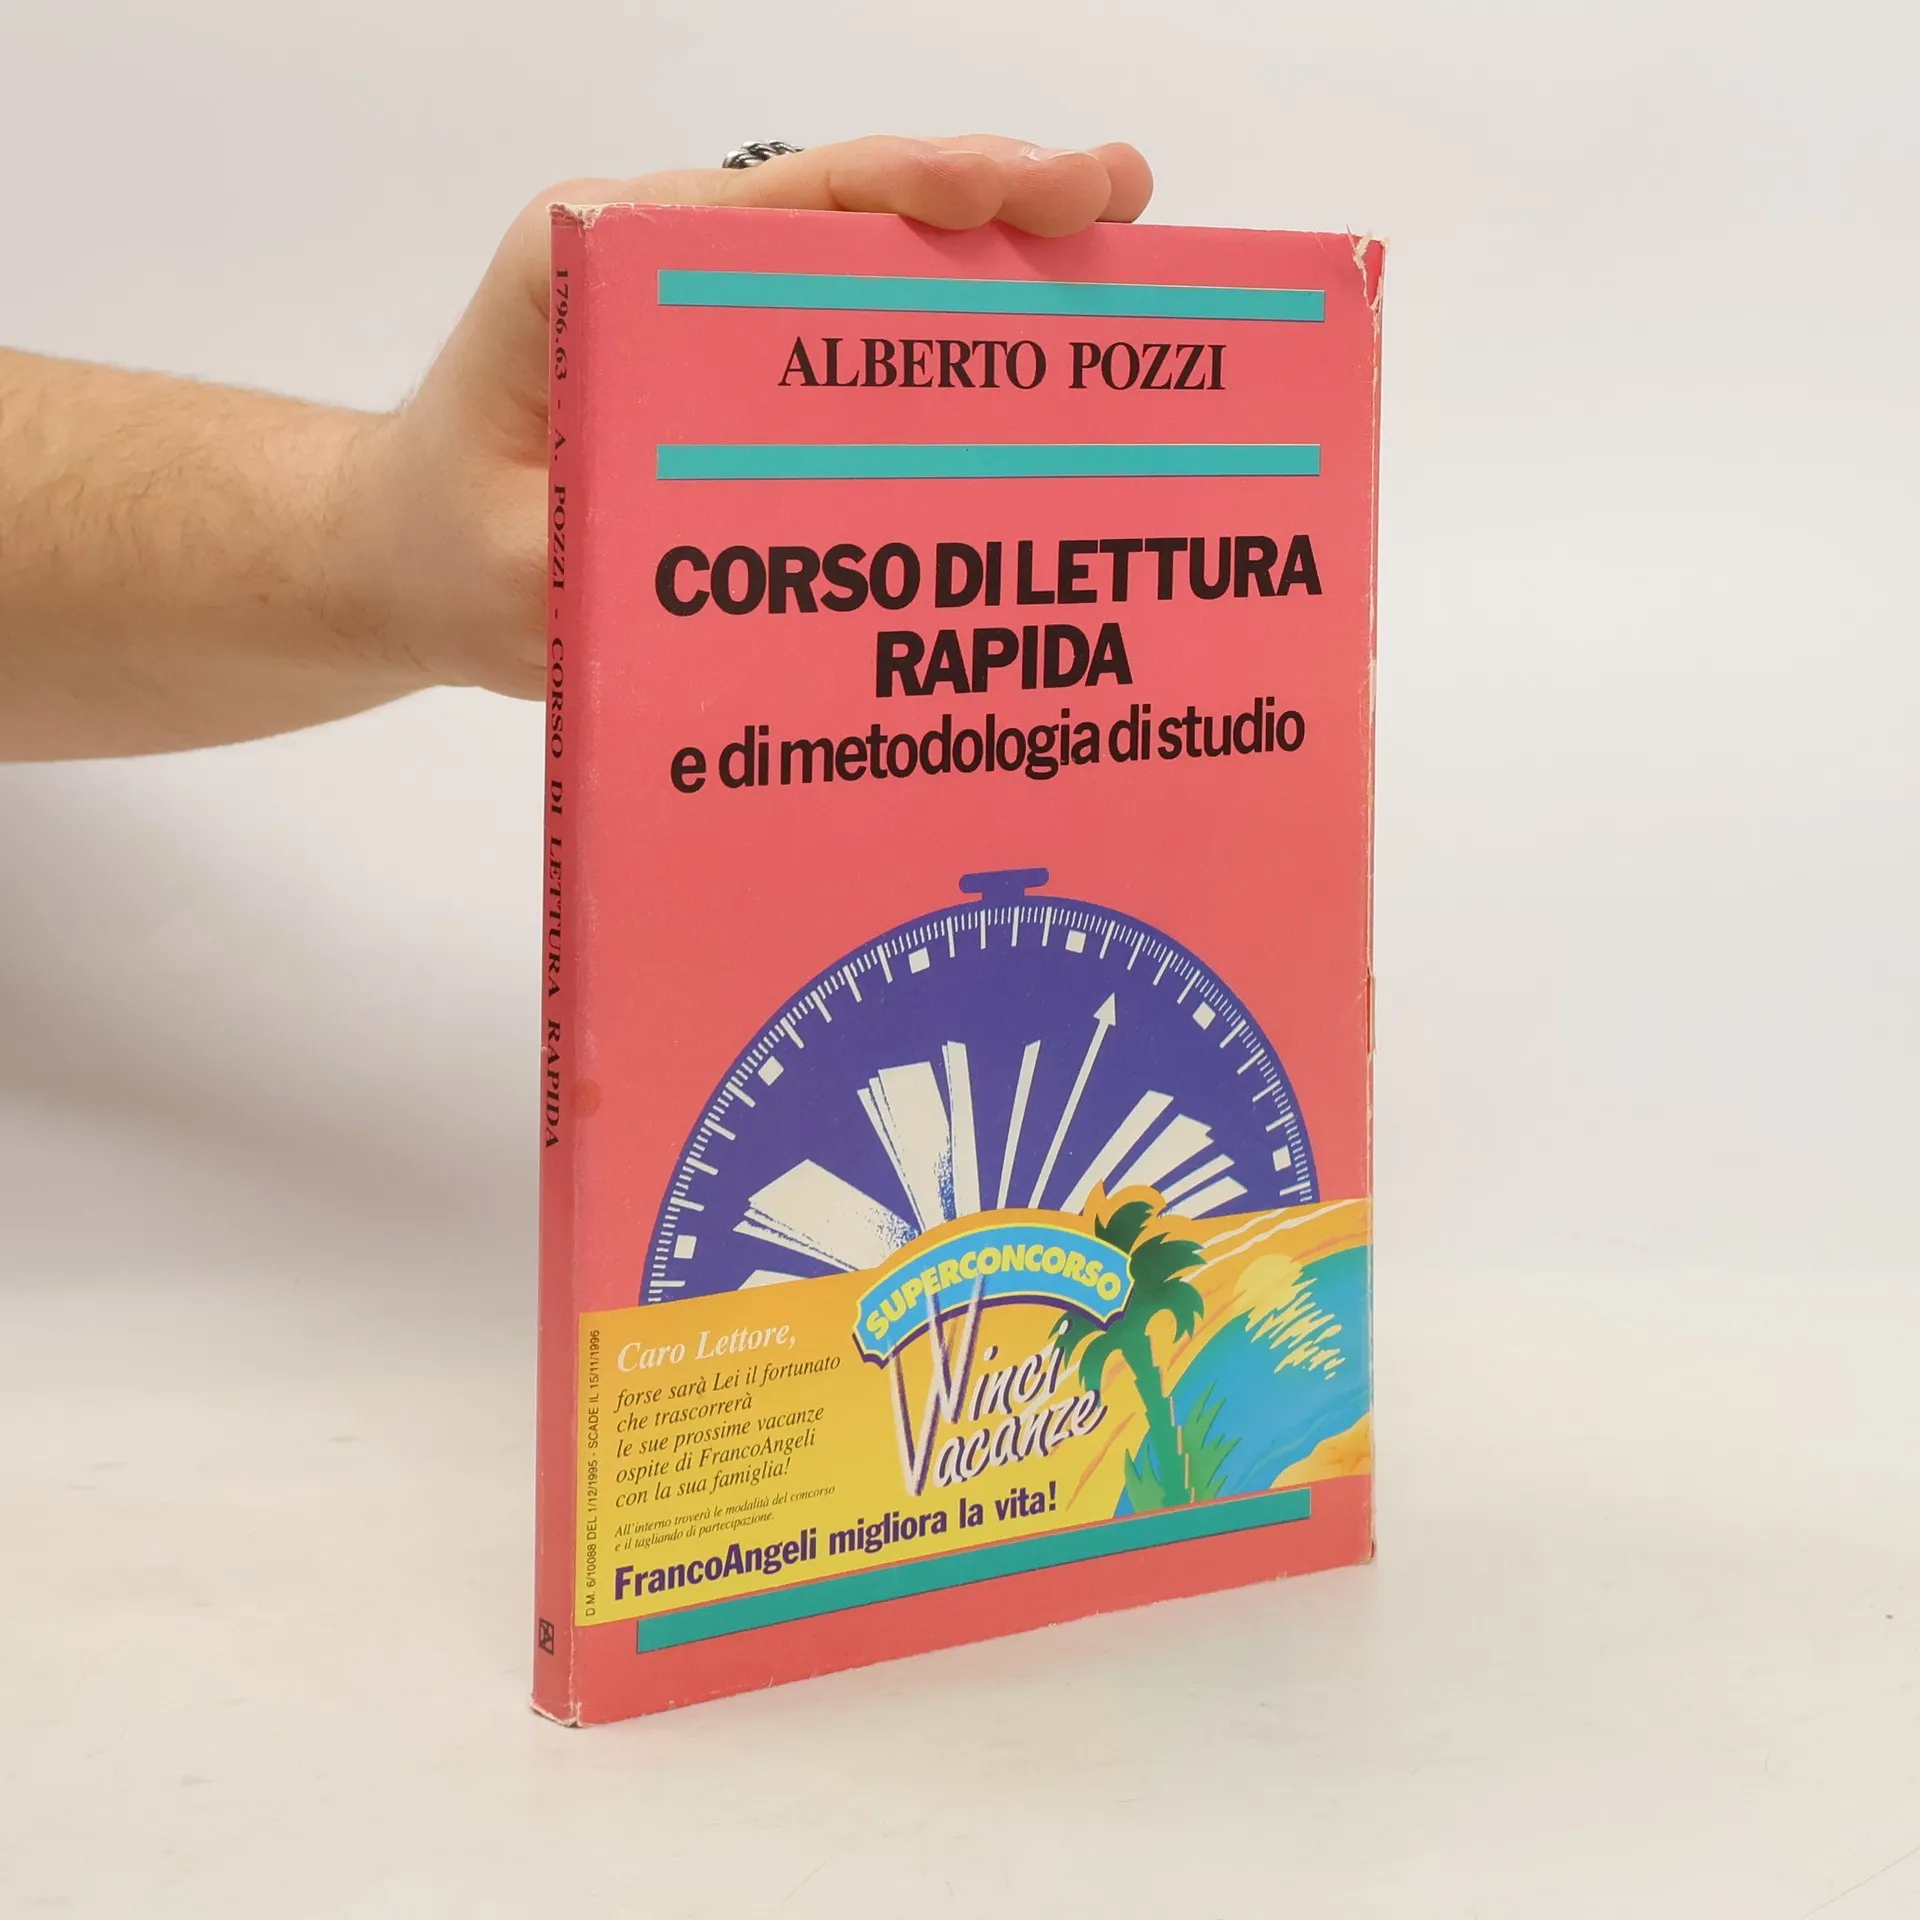 1796.63 - A. POZZI - CORSO DI LETTURA RAPIDA
ALBERTO POZZI
CORSO DI LETTURA
RAPIDA
e di metodologia di studio
SUPERCONCORSO
Vinci
Vacanze
Caro Lettore,
forse sarà Lei il fortunato
che trascorrerà
le sue prossime vacanze
ospite di FrancoAngeli
con la sua famiglia!
All'interno troverà le modalità del concorso
e il tagliando di partecipazione.
FrancoAngeli migliora la vita!
D.M. 6/10088 DEL 1/12/1995 - SCADE IL 15/11/1996